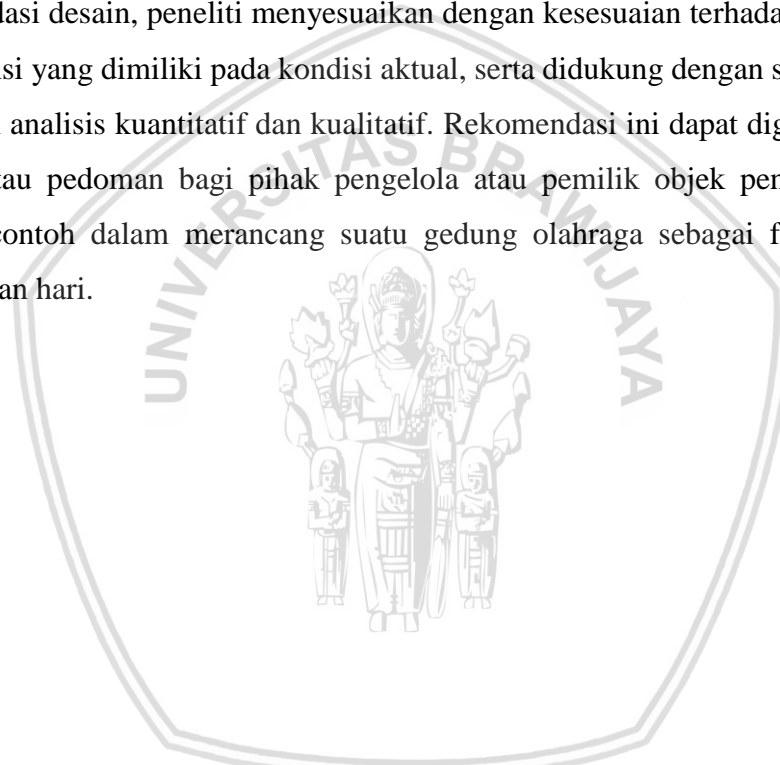 dasi desain, peneliti menyesuaikan dengan kesesuaian terhada
si yang dimiliki pada kondisi aktual, serta didukung dengan s
analisis kuantitatif dan kualitatif. Rekomendasi ini dapat dig
tau pedoman bagi pihak pengelola atau pemilik objek pen
contoh dalam merancang suatu gedung olahraga sebagai f
an hari.
UNIVERSITAS BRAWIJAYA